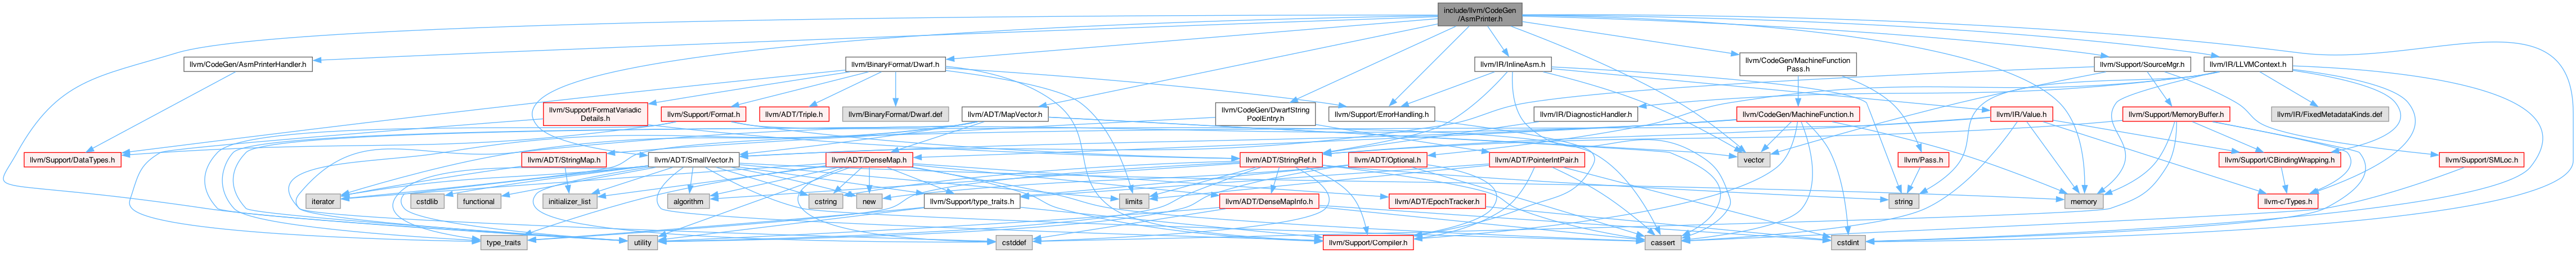 include/llvm/CodeGen
/AsmPrinter.h
llvm/CodeGen/AsmPrinterHandler.h
llvm/BinaryFormat/Dwarf.h
llvm/IR/InlineAsm.h
llvm/CodeGen/MachineFunction
Pass.h
llvm/Support/SourceMgr.h
llvm/IR/LLVMContext.h
llvm/Support/FormatVariadic
Details.h
llvm/Support/Format.h
llvm/ADT/Triple.h
llvm/BinaryFormat/Dwarf.def
llvm/ADT/MapVector.h
llvm/CodeGen/DwarfString
PoolEntry.h
llvm/Support/ErrorHandling.h
llvm/IR/DiagnosticHandler.h
llvm/CodeGen/MachineFunction.h
llvm/IR/Value.h
llvm/Support/MemoryBuffer.h
llvm/IR/FixedMetadataKinds.def
llvm/Support/DataTypes.h
llvm/ADT/StringMap.h
llvm/ADT/SmallVector.h
llvm/ADT/DenseMap.h
llvm/ADT/StringRef.h
llvm/ADT/Optional.h
llvm/ADT/PointerIntPair.h
vector
llvm/Pass.h
llvm/Support/CBindingWrapping.h
llvm/Support/SMLoc.h
iterator
cstdlib
functional
initializer_list
algorithm
cstring
new
llvm/Support/type_traits.h
limits
llvm/ADT/DenseMapInfo.h
llvm/ADT/EpochTracker.h
string
memory
llvm-c/Types.h
type_traits
utility
cstddef
llvm/Support/Compiler.h
cassert
cstdint